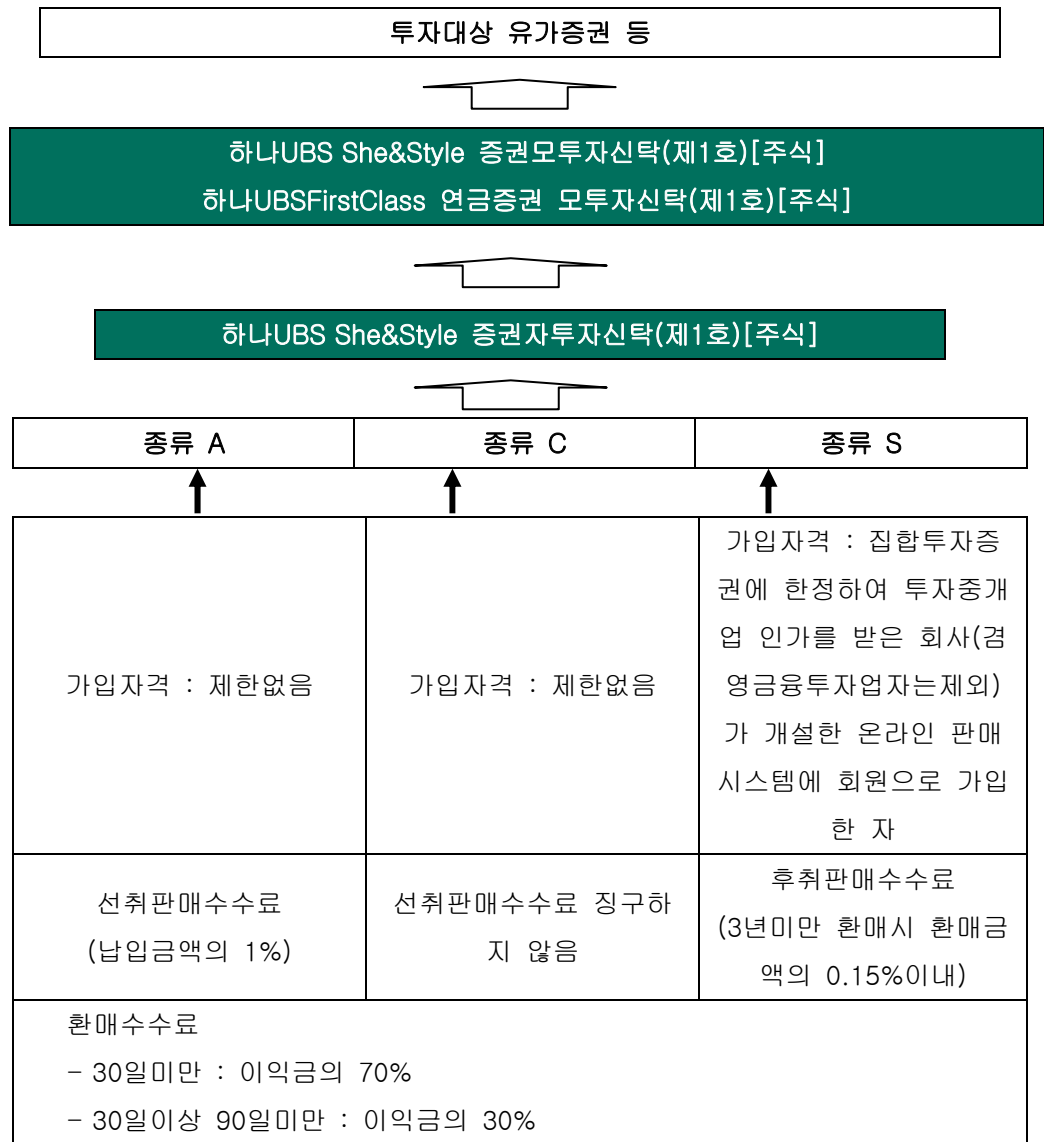 투자대상 유가증권 등
하나UBS She&Style 증권모투자신탁(제1호)[주식]
하나UBSFirstClass 연금증권 모투자신탁(제1호)[주식]
하나UBS She&Style 증권자투자신탁(제1호)[주식]
종류 A
종류 C
종류 S
가입자격 : 제한없음
가입자격 : 제한없음
가입자격 : 집합투자증
권에 한정하여 투자중개
업 인가를 받은 회사(겸
영금융투자업자는제외)
가 개설한 온라인 판매
시스템에 회원으로 가입
한 자
선취판매수수료
(납입금액의 1%)
선취판매수수료 징구하
지 않음
후취판매수수료
(3년미만 환매시 환매금
액의 0.15%이내)
환매수수료
- 30일미만 : 이익금의 70%
- 30일이상 90일미만 : 이익금의 30%